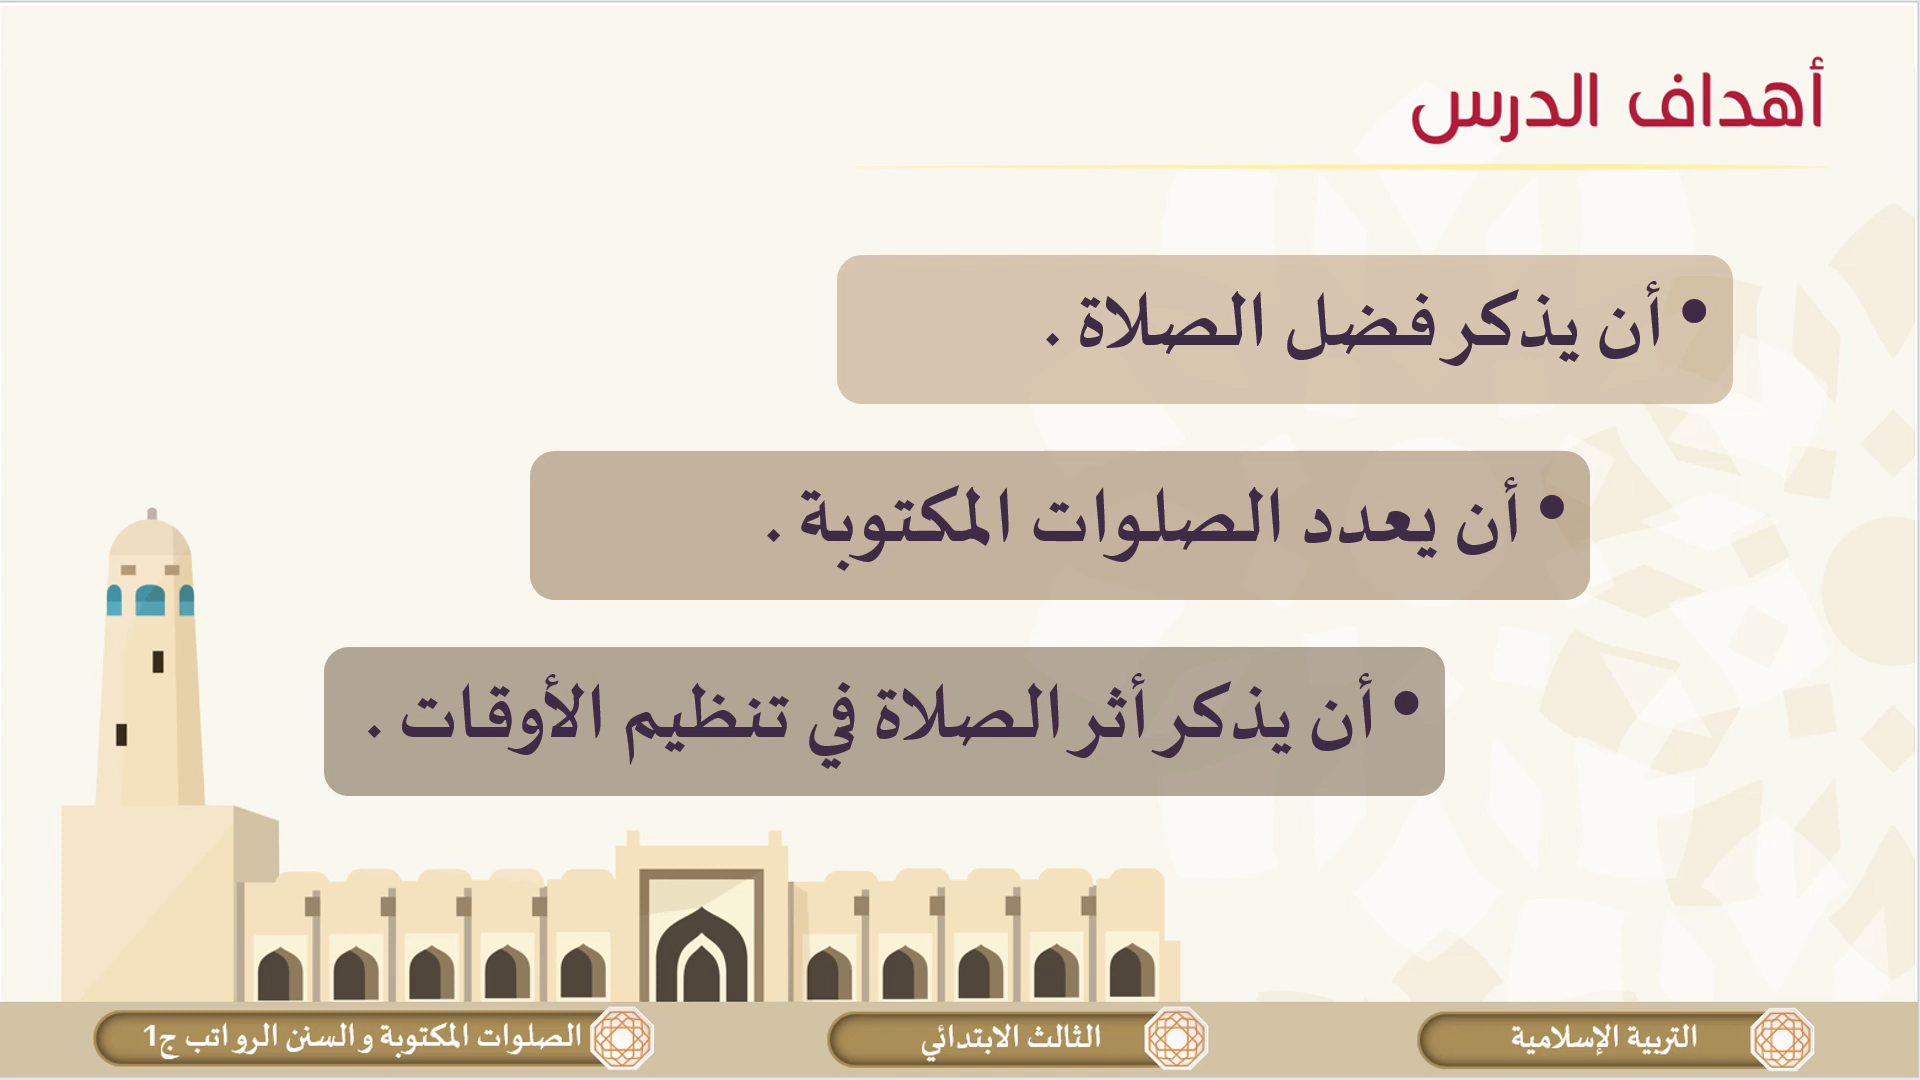 أهداف الدرس
• أن يذكر فضل الصلاة .
• أن يعدد الصلوات المكتوبة .
• أن يذكر أثر الصلاة في تنظيم الأوقات .
التربية الإسلامية
الثالث الابتدائي
الصلوات المكتوبة و السنن الرواتب ج1